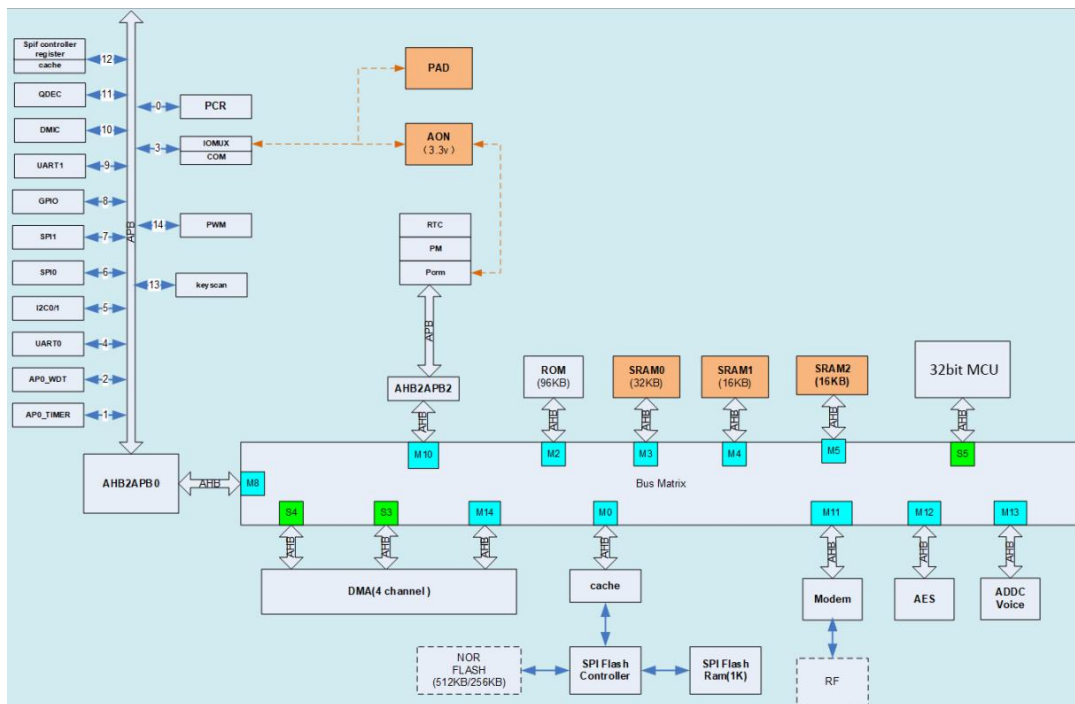 Spif controller
register
cache
12
QDEC
11
DMIC
10
UART1
9
GPIO
8
SPI1
7
SPI0
6
I2C0/1
5
UART0
4
AP0_WDT
2
AP0_TIMER
1
APB
0
PCR
3
IOMUX
COM
14
PWM
13
keyscan
PAD
AON
(3.3v)
RTC
PM
Pcrm
APB
AHB2APB2
AHB
ROM
(96KB)
AHB
SRAM0
(32KB)
AHB
SRAM1
(16KB)
AHB
SRAM2
(16KB)
AHB
32bit MCU
AHB
M10
M2
M3
M4
M5
S5
AHB2APB0
AHB
M8
Bus Matrix
S4
S3
M14
M0
M11
M12
M13
AHB
AHB
AHB
AHB
AHB
AHB
AHB
DMA(4 channel)
cache
Modem
AES
ADDC
Voice
NOR
FLASH
(512KB/256KB)
SPI Flash
Controller
SPI Flash
Ram(1K)
RF